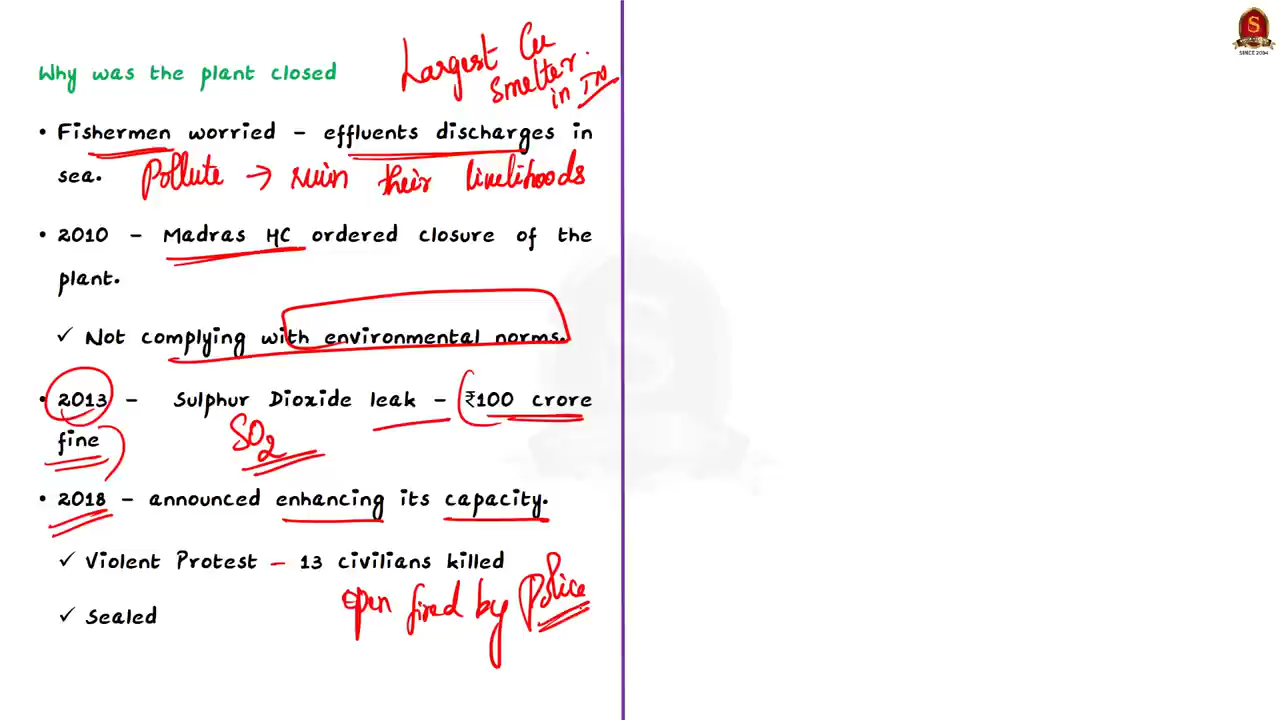 Why was the plant closed
Largest Cu
smelter
in TN
• Fishermen worried – effluents discharges in
sea.
Pollute → ruin their livelihoods
• 2010 – Madras HC ordered closure of the
plant.
✓ Not complying with environmental norms.
• 2013 – Sulphur Dioxide leak – ₹100 crore
fine
SO2
• 2018 – announced enhancing its capacity.
✓ Violent Protest – 13 civilians killed
open fired by Police
✓ Sealed
S
SINCE 2004